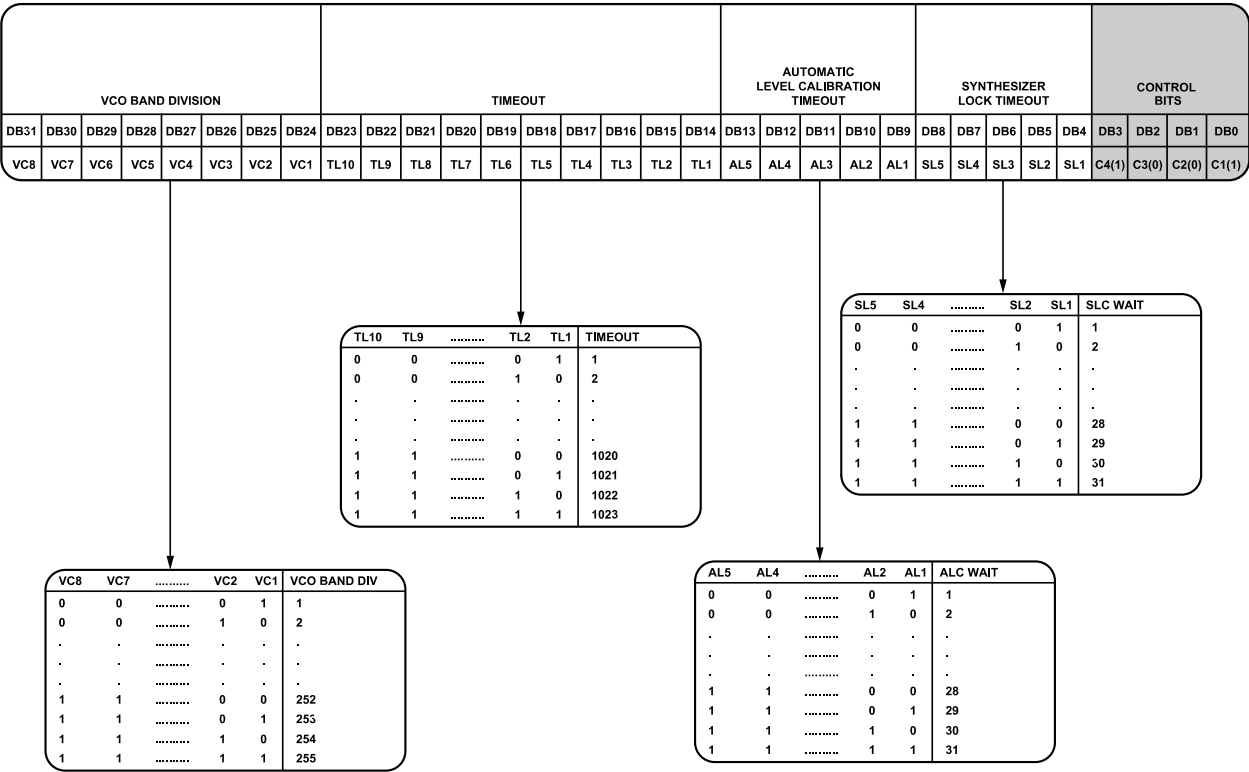 VCO BAND DIVISION
TIMEOUT
AUTOMATIC
LEVEL CALIBRATION
TIMEOUT
SYNTHESIZER
LOCK TIMEOUT
CONTROL
BITS
DB31 DB30 DB29 DB28 DB27 DB26 DB25 DB24 DB23 DB22 DB21 DB20 DB19 DB18 DB17 DB16 DB15 DB14 DB13 DB12 DB11 DB10 DB9 DB8 DB7 DB6 DB5 DB4 DB3 DB2 DB1 DB0
VC8 VC7 VC6 VC5 VC4 VC3 VC2 VC1 TL10 TL9 TL8 TL7 TL6 TL5 TL4 TL3 TL2 TL1 AL5 AL4 AL3 AL2 AL1 SL5 SL4 SL3 SL2 SL1 C4(1) C3(0) C2(0) C1(1)
SL5 SL4 .......... SL2 SL1 SLC WAIT
0 0 .......... 0 1 1
0 0 .......... 1 0 2
. . .......... . . .
. . .......... . . .
. . .......... . . .
1 1 .......... 0 0 28
1 1 .......... 0 1 29
1 1 .......... 1 0 30
1 1 .......... 1 1 31
TL10 TL9 .......... TL2 TL1 TIMEOUT
0 0 .......... 0 1 1
0 0 .......... 1 0 2
. . .......... . . .
. . .......... . . .
. . .......... . . .
1 1 .......... 0 0 1020
1 1 .......... 0 1 1021
1 1 .......... 1 0 1022
1 1 .......... 1 1 1023
AL5 AL4 .......... AL2 AL1 ALC WAIT
0 0 .......... 0 1 1
0 0 .......... 1 0 2
. . .......... . . .
. . .......... . . .
. . .......... . . .
1 1 .......... 0 0 28
1 1 .......... 0 1 29
1 1 .......... 1 0 30
1 1 .......... 1 1 31
VC8 VC7 .......... VC2 VC1 VCO BAND DIV
0 0 .......... 0 1 1
0 0 .......... 1 0 2
. . .......... . . .
. . .......... . . .
. . .......... . . .
1 1 .......... 0 0 252
1 1 .......... 0 1 253
1 1 .......... 1 0 254
1 1 .......... 1 1 255